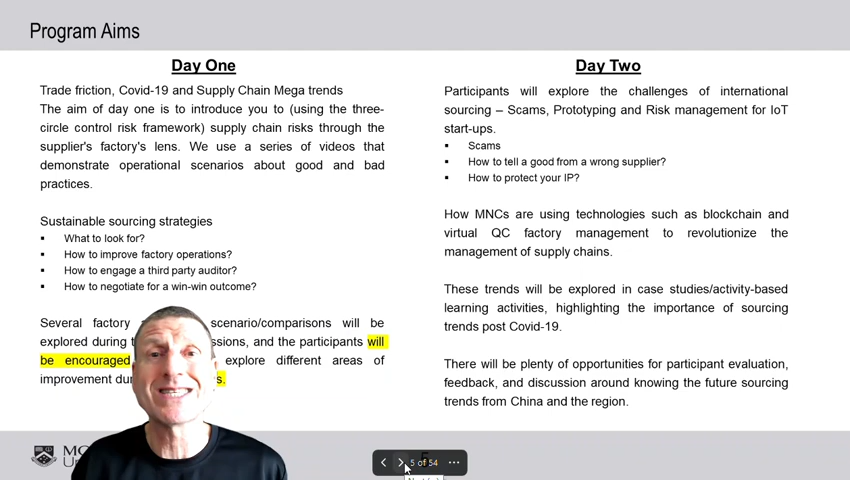 Program Aims
Day One
Trade friction, Covid-19 and Supply Chain Mega trends
The aim of day one is to introduce you to (using the three-
circle control risk framework) supply chain risks through the
supplier's factory's lens. We use a series of videos that
demonstrate operational scenarios about good and bad
practices.
Sustainable sourcing strategies
What to look for?
How to improve factory operations?
How to engage a third party auditor?
How to negotiate for a win-win outcome?
Several factory scenario/comparisons will be
explored during and the participants will
be encouraged explore different areas of
improvement
Day Two
Participants will explore the challenges of international
sourcing – Scams, Prototyping and Risk management for IoT
start-ups.
Scams
How to tell a good from a wrong supplier?
How to protect your IP?
How MNCs are using technologies such as blockchain and
virtual QC factory management to revolutionize the
management of supply chains.
These trends will be explored in case studies/activity-based
learning activities, highlighting the importance of sourcing
trends post Covid-19.
There will be plenty of opportunities for participant evaluation,
feedback, and discussion around knowing the future sourcing
trends from China and the region.
5 of 54